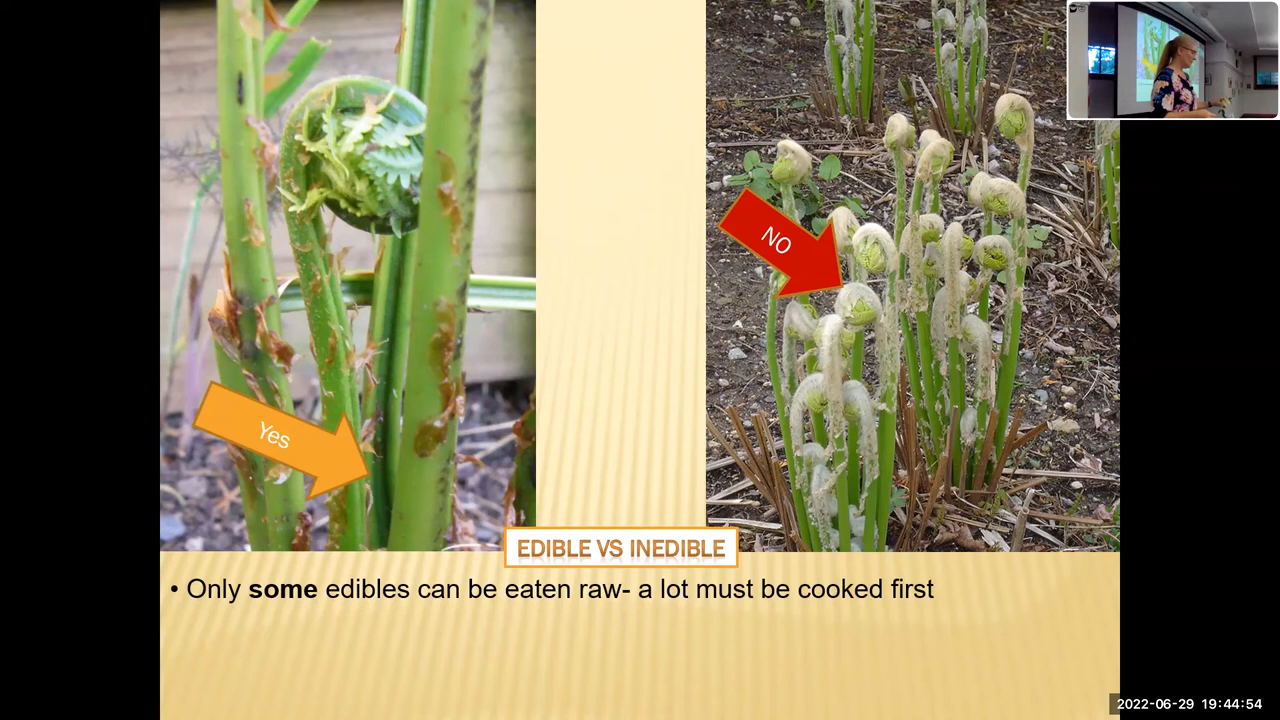 NO
Yes
EDIBLE VS INEDIBLE
• Only some edibles can be eaten raw- a lot must be cooked first
2022-06-29 19:44:54